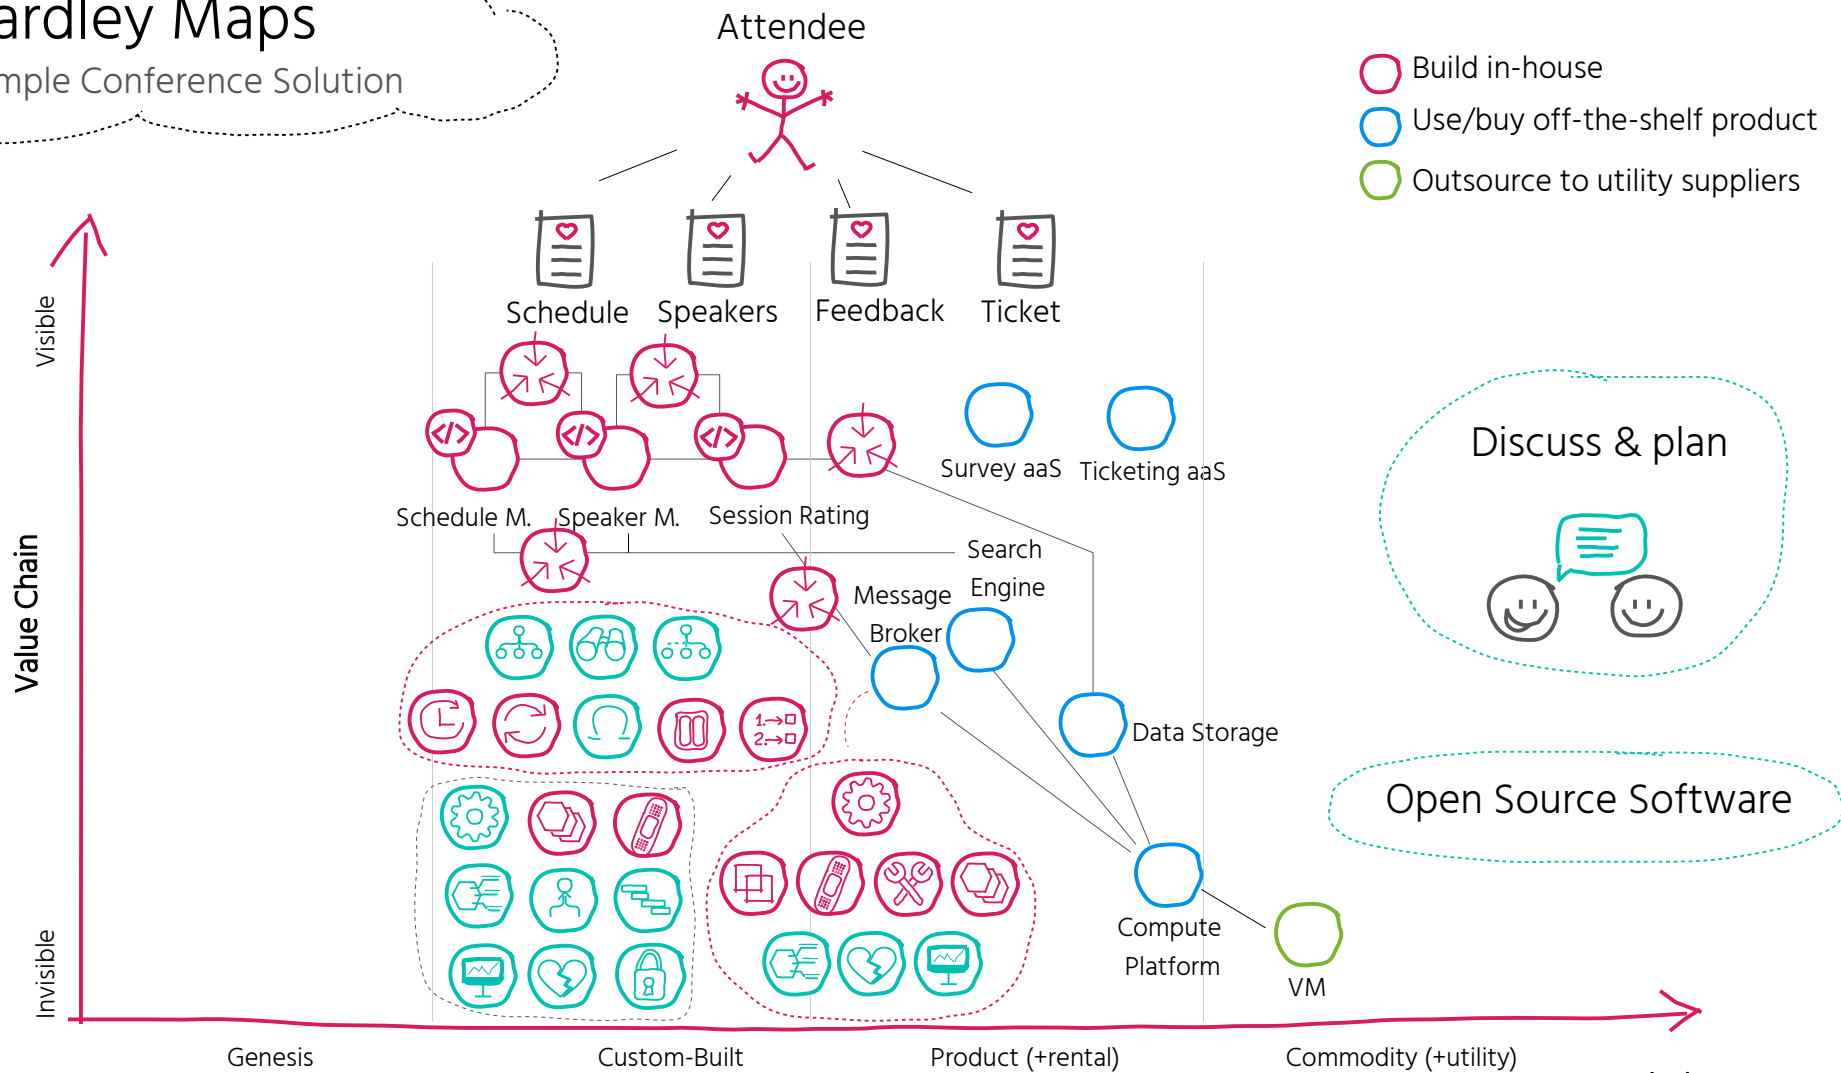 ardley Maps
mple Conference Solution
Attendee
Build in-house
Use/buy off-the-shelf product
Outsource to utility suppliers
Schedule
Speakers
Feedback
Ticket
Visible
Value Chain
Invisible
</>
</>
</>
Survey aaS
Ticketing aaS
Schedule M.
Speaker M.
Session Rating
Search
Engine
Message
Broker
Data Storage
1.
2.
Compute
Platform
VM
Discuss & plan
Open Source Software
Genesis
Custom-Built
Product (+rental)
Commodity (+utility)